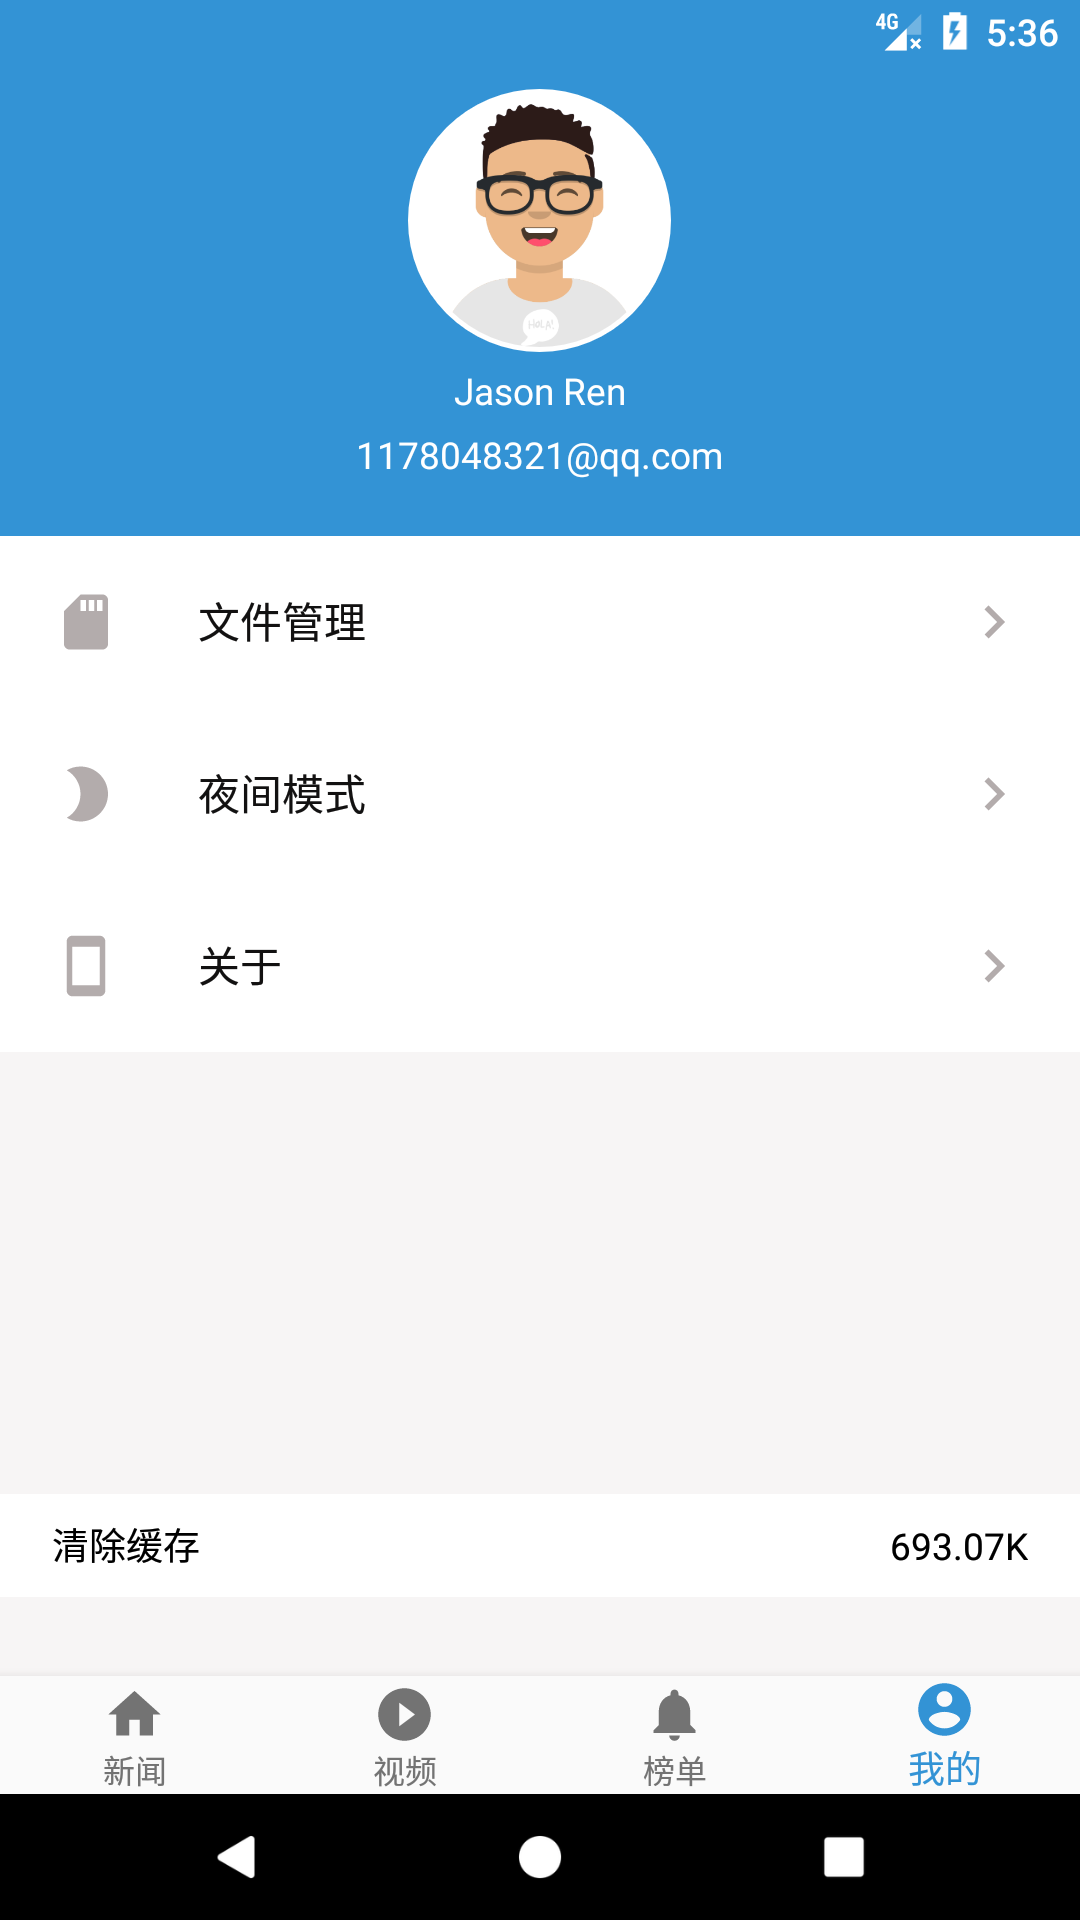 4G 5:36
HOLA!
Jason Ren
1178048321@qq.com
文件管理
夜间模式
关于
清除缓存 693.07K
新闻 视频 榜单 我的